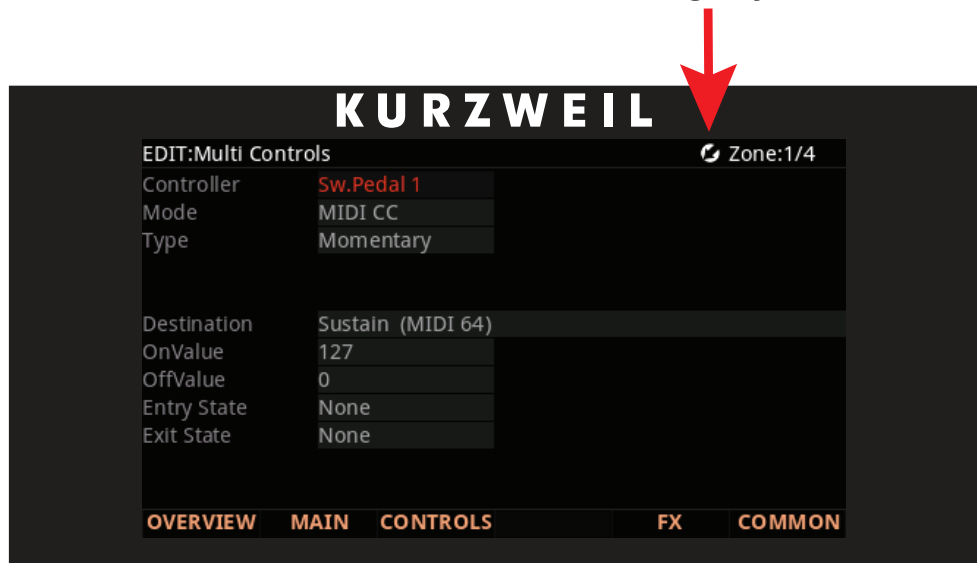 KURZWEIL
EDIT:Multi Controls Zone:1/4
Controller Sw.Pedal 1
Mode MIDI CC
Type Momentary
Destination Sustain (MIDI 64)
OnValue 127
OffValue 0
Entry State None
Exit State None
OVERVIEW MAIN CONTROLS FX COMMON